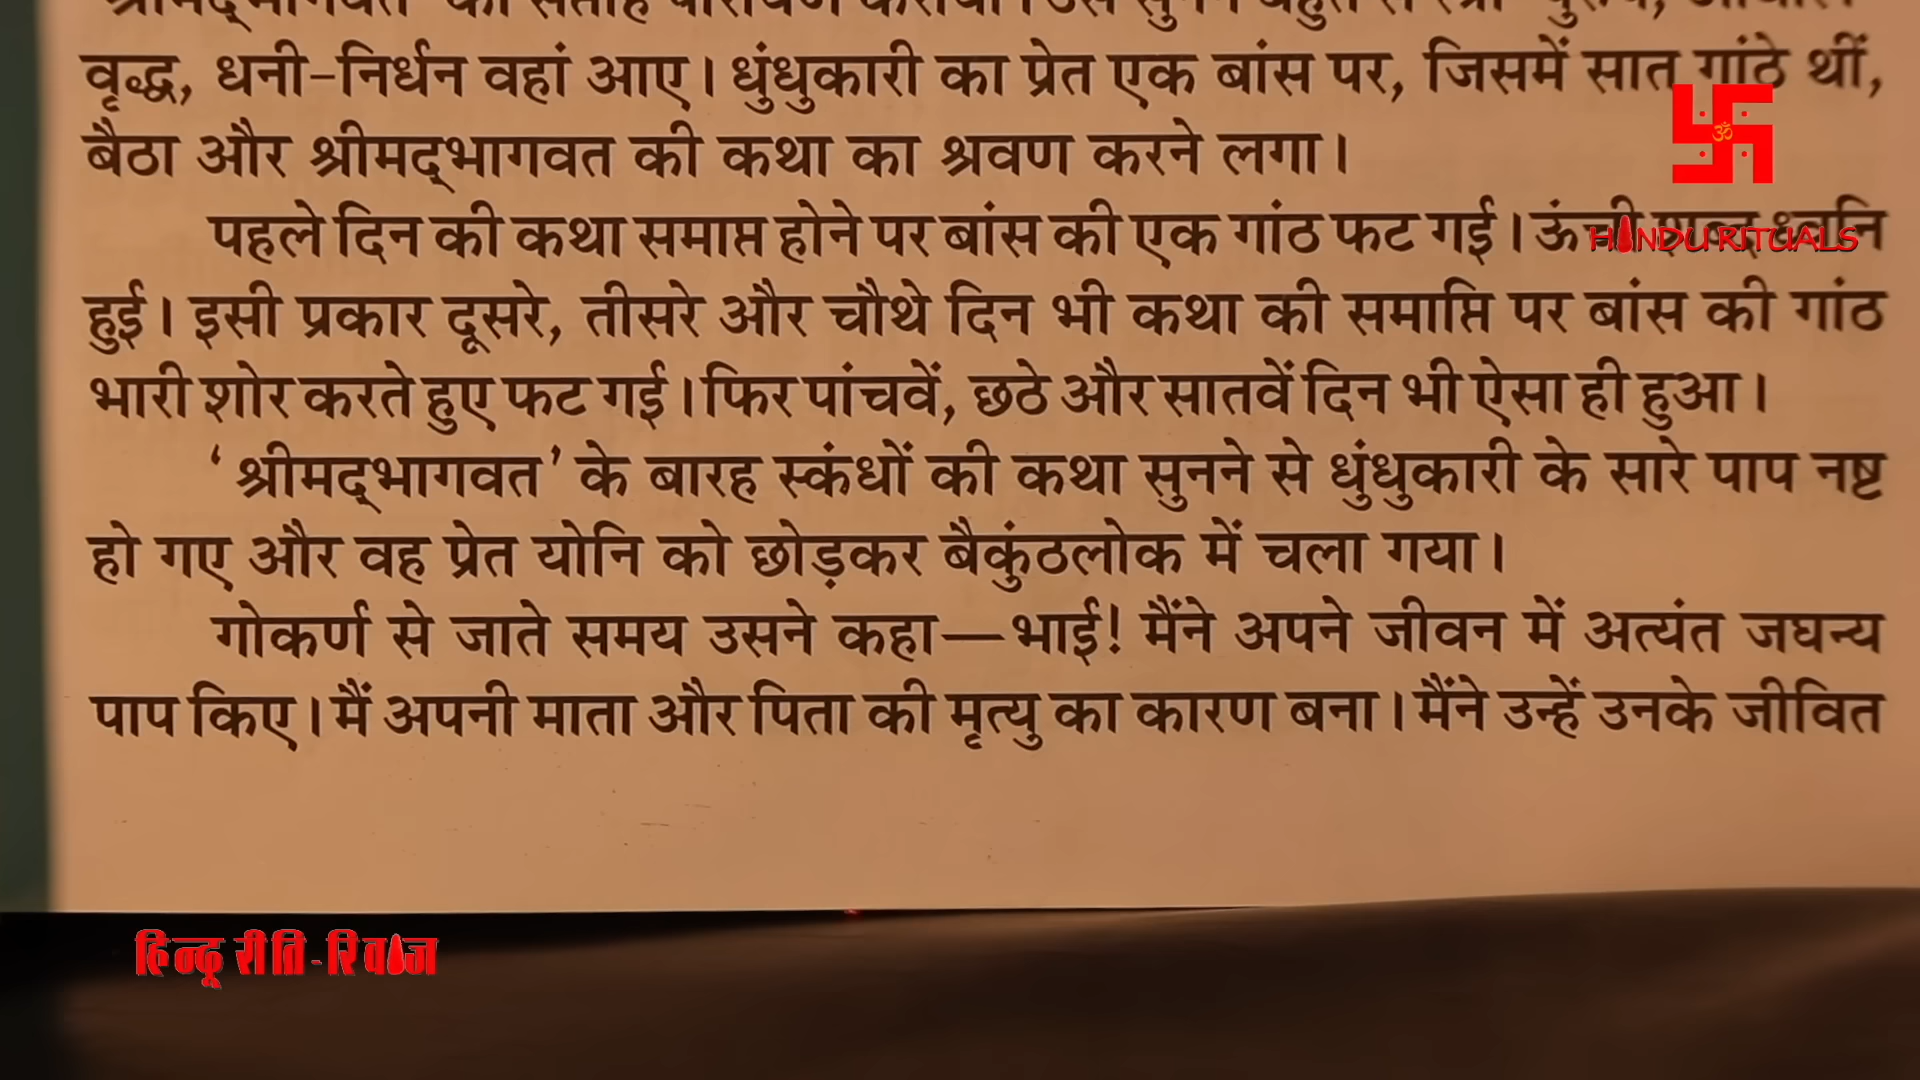 वृद्ध, धनी-निर्धन वहां आए। धुंधुकारी का प्रेत एक बांस पर, जिसमें सात गांठे थीं,
बैठा और श्रीमद्‌भागवत की कथा का श्रवण करने लगा।
पहले दिन की कथा समाप्त होने पर बांस की एक गांठ फट गई। ऊंची शब्द ध्वनि
HINDU RITUALS
हुई। इसी प्रकार दूसरे, तीसरे और चौथे दिन भी कथा की समाप्ति पर बांस की गांठ
भारी शोर करते हुए फट गई। फिर पांचवें, छठे और सातवें दिन भी ऐसा ही हुआ।
‘श्रीमद्‌भागवत’ के बारह स्कंधों की कथा सुनने से धुंधुकारी के सारे पाप नष्ट
हो गए और वह प्रेत योनि को छोड़कर बैकुंठलोक में चला गया।
गोकर्ण से जाते समय उसने कहा—भाई! मैंने अपने जीवन में अत्यंत जघन्य
पाप किए। मैं अपनी माता और पिता की मृत्यु का कारण बना। मैंने उन्हें उनके जीवित
हिन्दू रीति-रिवाज